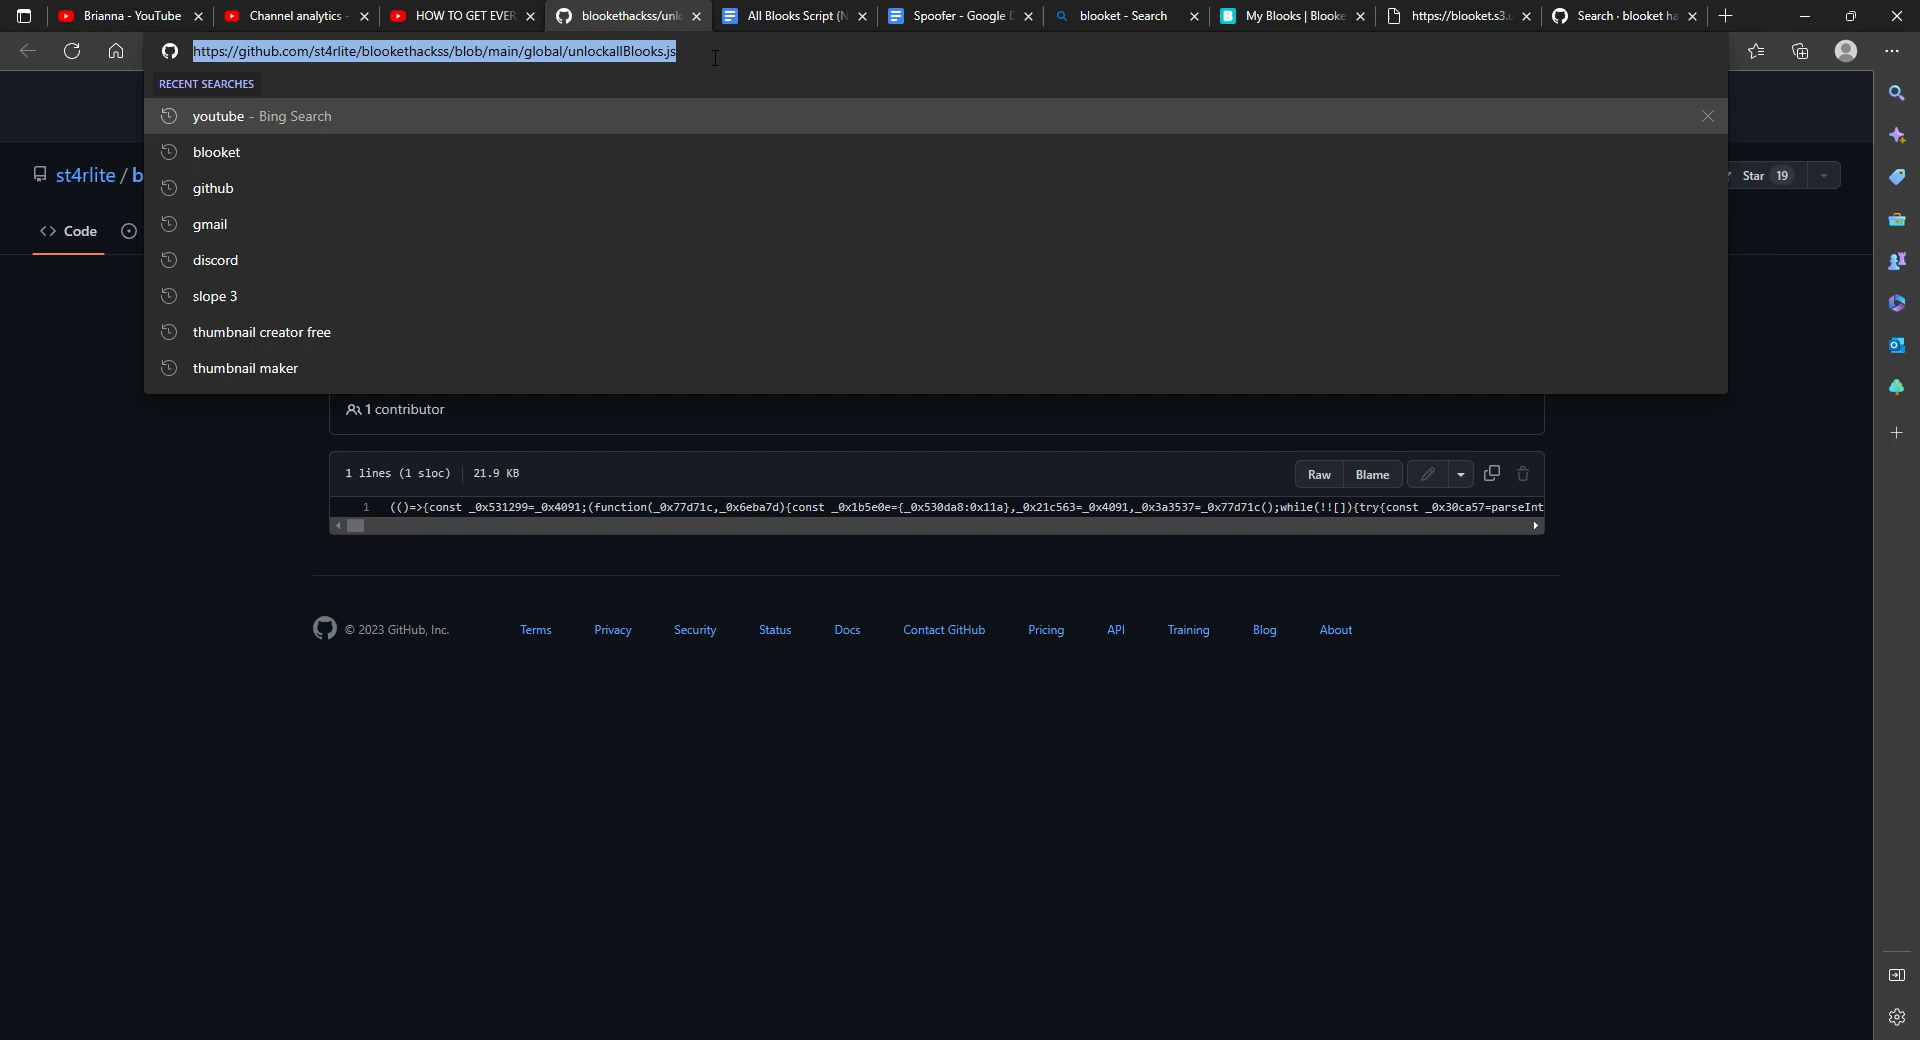 Brianna - YouTube
Channel analytics -
HOW TO GET EVER
blookethackss/unlo
All Blooks Script (N
Spoofer - Google D
blooket - Search
My Blooks | Blooke
https://blooket.s3.u
Search · blooket ha
https://github.com/st4rlite/blookethackss/blob/main/global/unlockallBlooks.js
RECENT SEARCHES
youtube - Bing Search
blooket
github
gmail
discord
slope 3
thumbnail creator free
thumbnail maker
st4rlite / b
Star 19
Code
1 contributor
1 lines (1 sloc) 21.9 KB
Raw Blame
1 (()=>{const _0x531299=_0x4091;(function(_0x77d71c,_0x6eba7d){const _0x1b5e0e={_0x530da8:0x11a},_0x21c563=_0x4091,_0x3a3537=_0x77d71c();while(!![]){try{const _0x30ca57=parseInt
© 2023 GitHub, Inc. Terms Privacy Security Status Docs Contact GitHub Pricing API Training Blog About